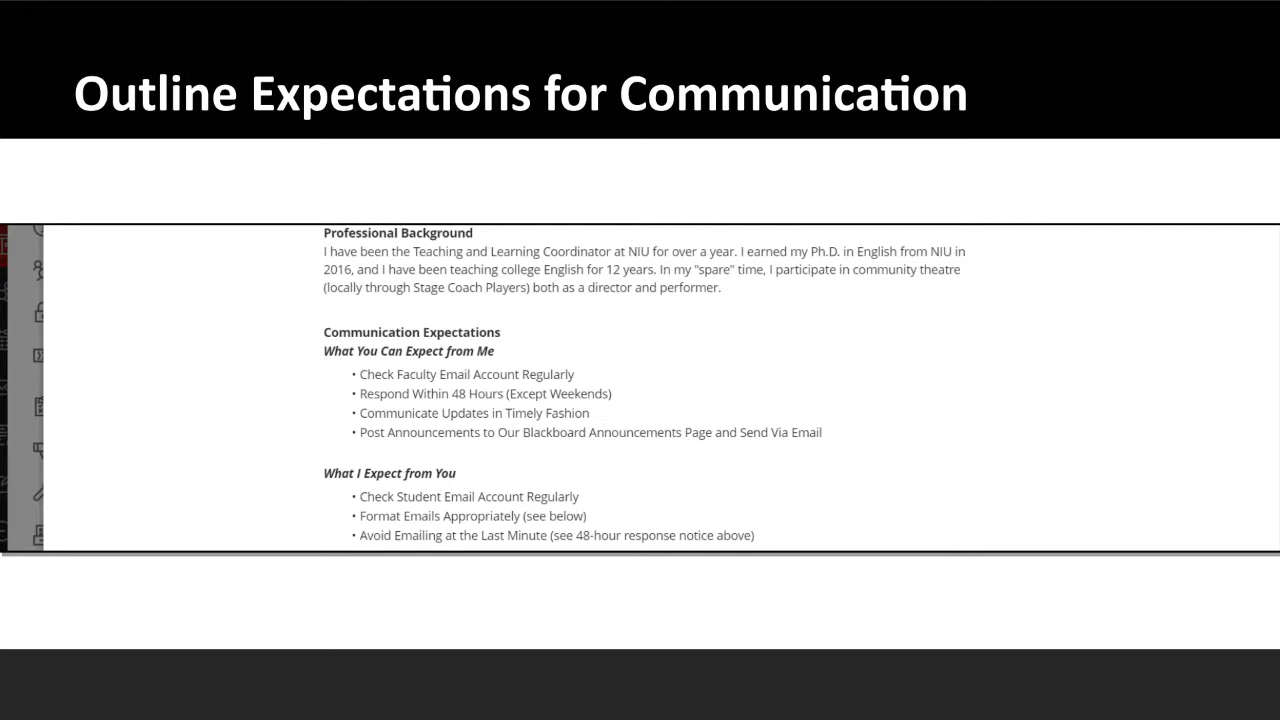 Outline Expectations for Communication
Professional Background
I have been the Teaching and Learning Coordinator at NIU for over a year. I earned my Ph.D. in English from NIU in
2016, and I have been teaching college English for 12 years. In my "spare" time, I participate in community theatre
(locally through Stage Coach Players) both as a director and performer.
Communication Expectations
What You Can Expect from Me
• Check Faculty Email Account Regularly
• Respond Within 48 Hours (Except Weekends)
• Communicate Updates in Timely Fashion
• Post Announcements to Our Blackboard Announcements Page and Send Via Email
What I Expect from You
• Check Student Email Account Regularly
• Format Emails Appropriately (see below)
• Avoid Emailing at the Last Minute (see 48-hour response notice above)